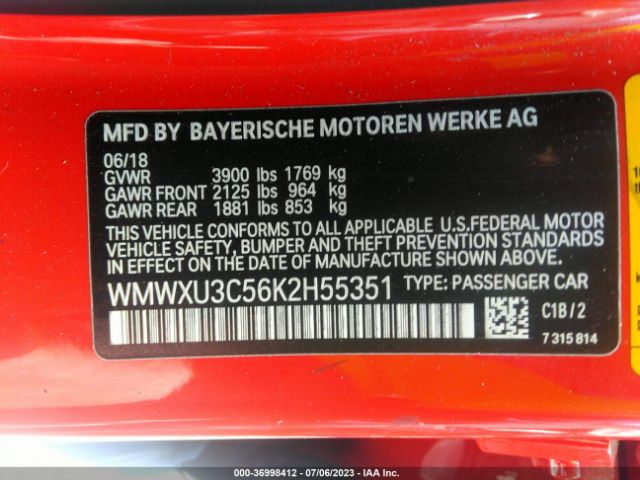 MFD BY BAYERISCHE MOTOREN WERKE AG
06/18
GVWR 3900 lbs 1769 kg
GAWR FRONT 2125 lbs 964 kg
GAWR REAR 1881 lbs 853 kg
THIS VEHICLE CONFORMS TO ALL APPLICABLE U.S.FEDERAL MOTOR
VEHICLE SAFETY, BUMPER AND THEFT PREVENTION STANDARDS
IN EFFECT ON THE DATE OF MANUFACTURE SHOWN ABOVE.
WMWXU3C56K2H55351 TYPE: PASSENGER CAR
C1B/2
7 315 814
000-36998412 - 07/06/2023 - IAA Inc.